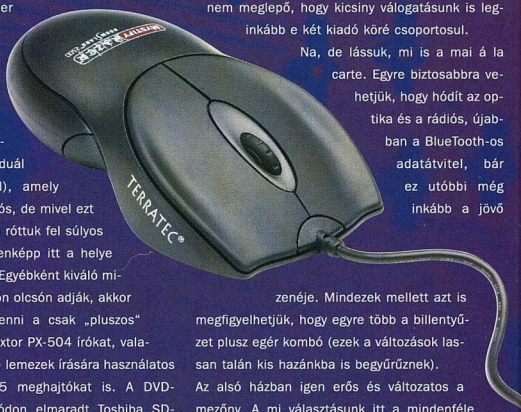 er
duál
l), amely
ós, de mivel ezt
róttuk fel súlyos
enképp itt a helye
Egyébként kiváló mi-
on olcsón adják, akkor
enni a csak „pluszos"
xtor PX-504 írókat, vala-
lemezek írására használatos
5 meghajtókat is. A DVD-
ódon elmaradt Toshiba SD-
MYSTIFY
RAZER
BOOMSLANG 2100
TERRATEC®
nem meglepő, hogy kicsiny válogatásunk is leg-
inkább e két kiadó köré csoportosul.
Na, de lássuk, mi is a mai á la
carte. Egyre biztosabbra ve-
hetjük, hogy hódít az op-
tika és a rádiós, újab-
ban a BlueTooth-os
adatátvitel, bár
ez utóbbi még
inkább a jövő
zenéje. Mindezek mellett azt is
megfigyelhetjük, hogy egyre több a billentyű-
zet plusz egér kombó (ezek a változások las-
san talán kis hazánkba is begyűrűznek).
Az alsó házban igen erős és változatos a
mezőny. A mi választásunk itt a mindenféle